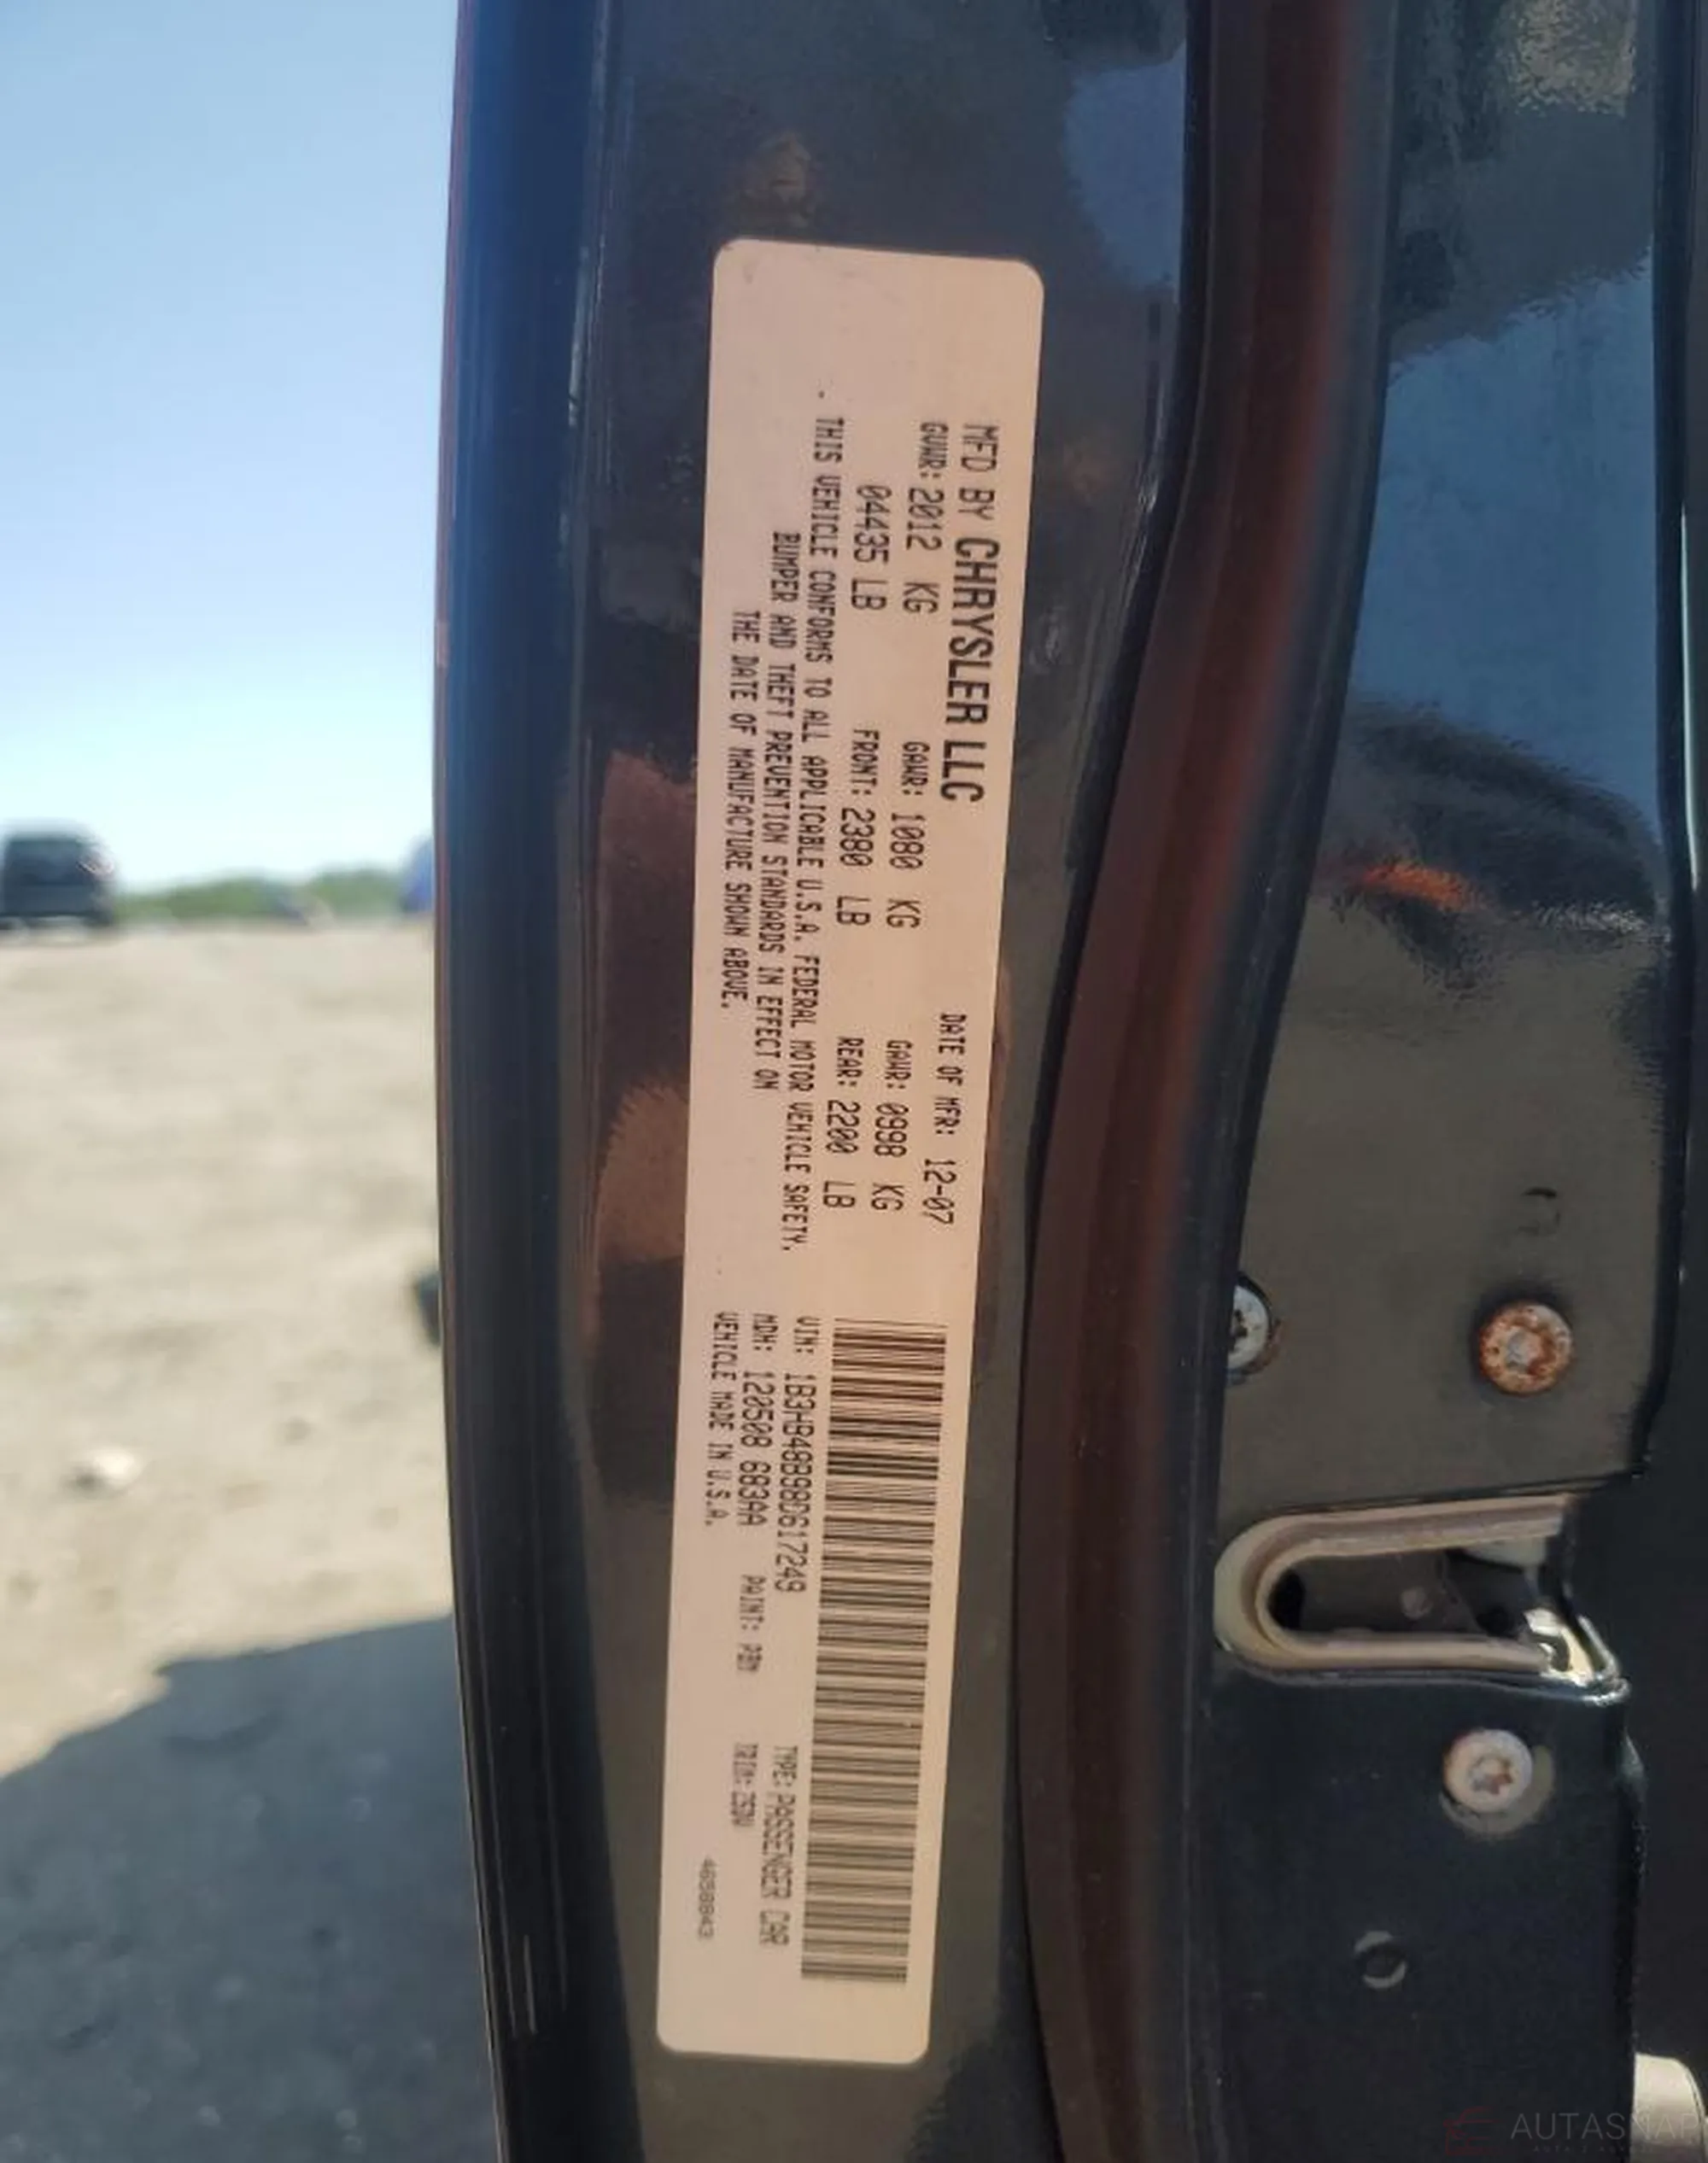 MFD BY CHRYSLER LLC
DATE OF MFR: 12-07
GVWR: 2012 KG
04435 LB
GAWR: 1080 KG
FRONT: 2380 LB
GAWR: 0998 KG
REAR: 2200 LB
THIS VEHICLE CONFORMS TO ALL APPLICABLE U.S.A. FEDERAL MOTOR VEHICLE SAFETY,
BUMPER AND THEFT PREVENTION STANDARDS IN EFFECT ON
THE DATE OF MANUFACTURE SHOWN ABOVE.
VIN: 1B3HB48B98D617249
TYPE: PASSENGER CAR
MDH: 120508 683AA PAINT: PBM TRIM:
VEHICLE MADE IN U.S.A.
AUTASNAP